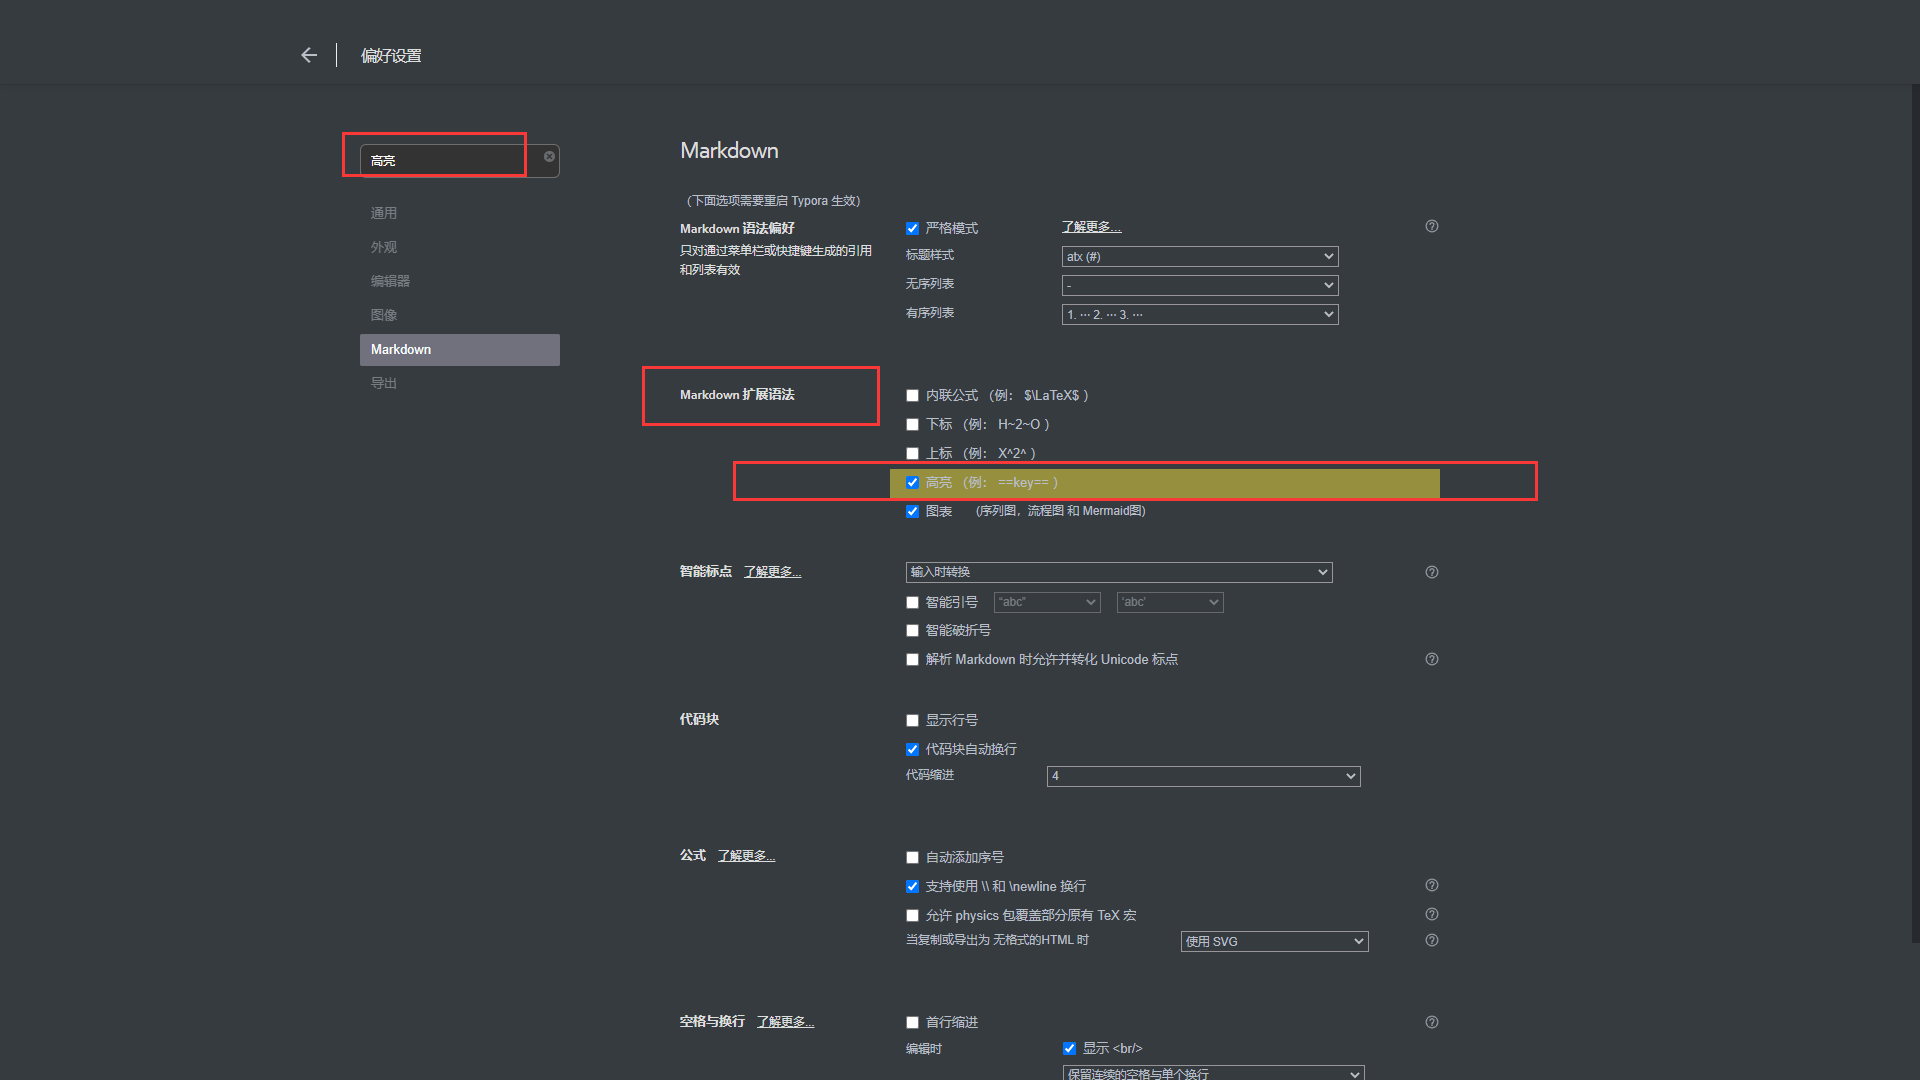 偏好设置
高亮
通用
外观
编辑器
图像
Markdown
导出
Markdown
（下面选项需要重启 Typora 生效）
Markdown 语法偏好
只对通过菜单栏或快捷键生成的引用
和列表有效
严格模式
了解更多...
标题样式
atx (#)
无序列表
-
有序列表
1. ··· 2. ··· 3. ···
Markdown 扩展语法
内联公式 （例： $\LaTeX$ ）
下标 （例： H~2~O ）
上标 （例： X^2^ ）
高亮 （例： ==key== ）
图表 （序列图，流程图 和 Mermaid图）
智能标点 了解更多...
输入时转换
智能引号 “abc” ‘abc’
智能破折号
解析 Markdown 时允许并转化 Unicode 标点
代码块
显示行号
代码块自动换行
代码缩进 4
公式 了解更多...
自动添加序号
支持使用 \\ 和 \newline 换行
允许 physics 包覆盖部分原有 TeX 宏
当复制或导出为 无格式的HTML 时 使用 SVG
空格与换行 了解更多...
首行缩进
编辑时
显示 <br/>
保留连续的空格与单个换行